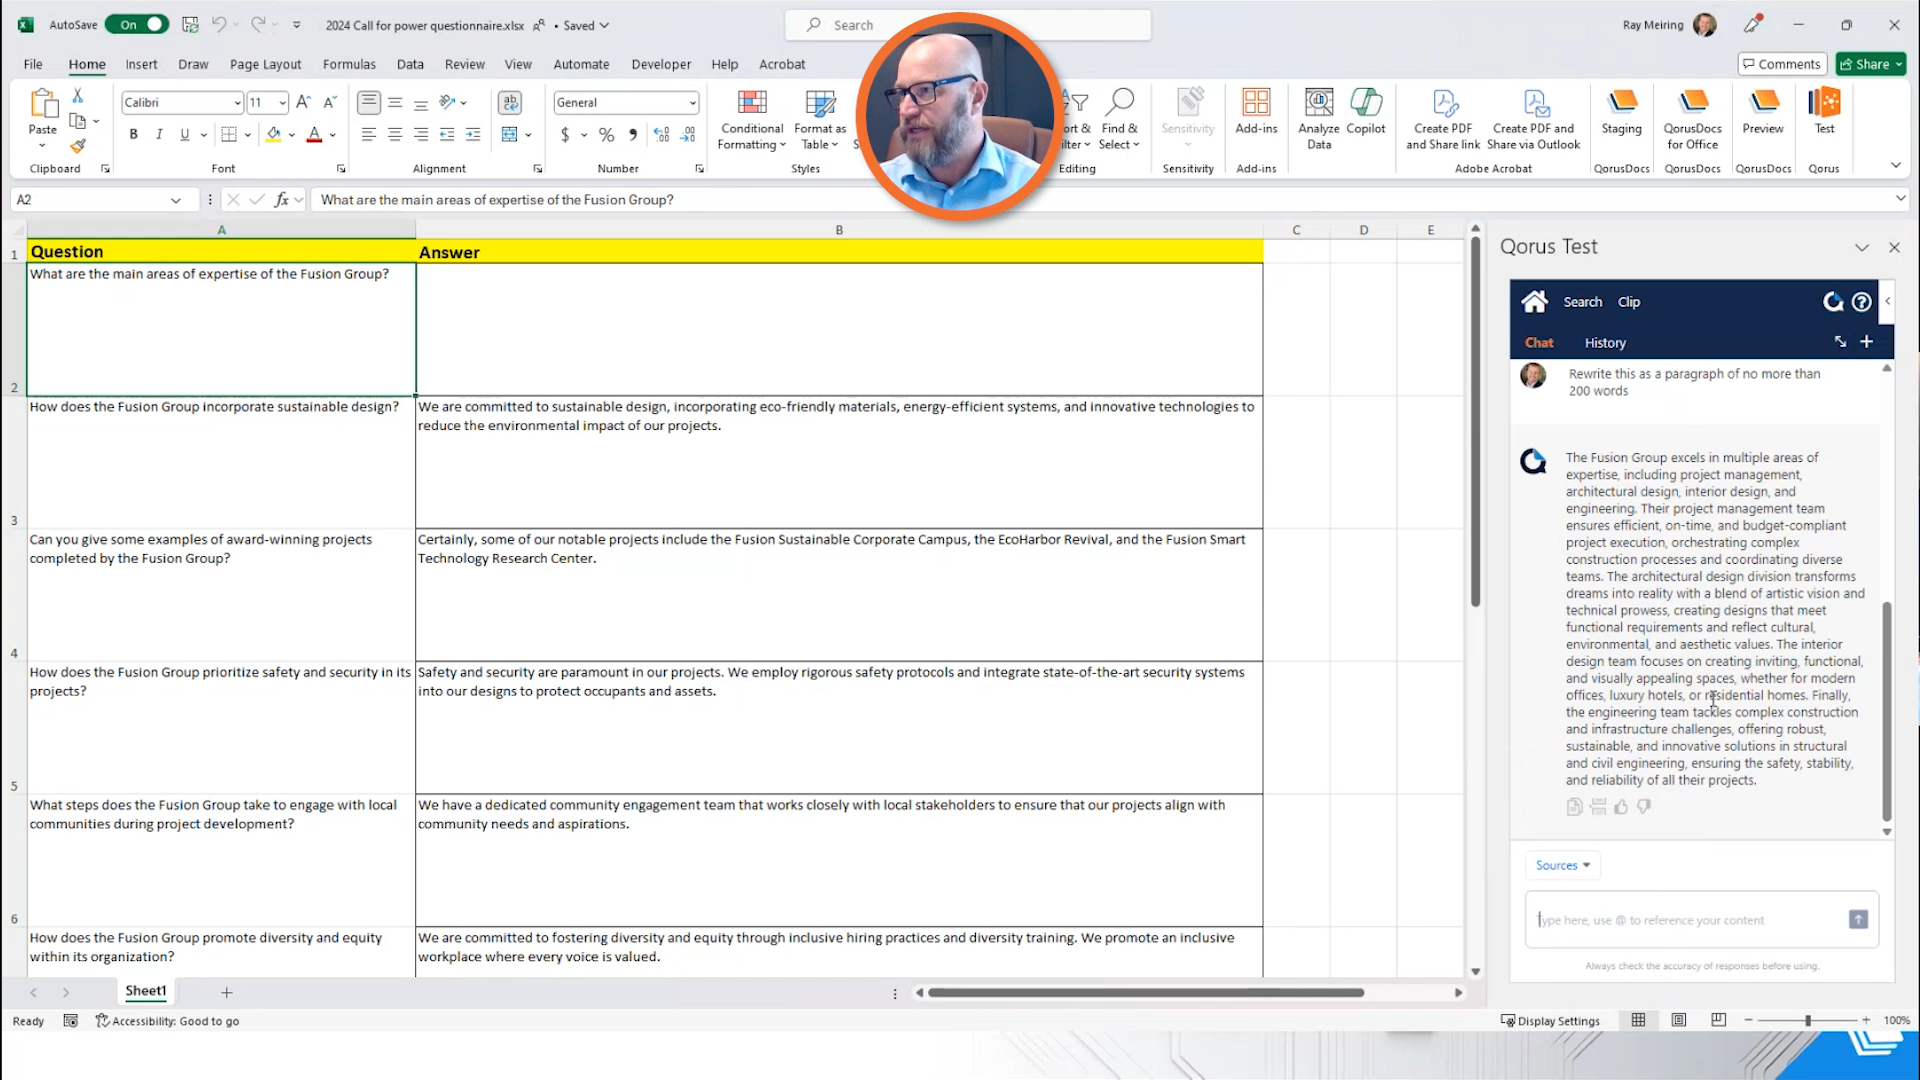 AutoSave On 2024 Call for power questionnaire.xlsx • Saved Search Ray Meiring
File Home Insert Draw Page Layout Formulas Data Review View Automate Developer Help Acrobat Comments Share
Paste
Calibri 11
B I U A
ab
General
$ % 9
Conditional
Formatting
Format as
Table
Find &
Select
Sensitivity
Add-ins
Analyze
Data
Copilot
Create PDF
and Share link
Create PDF and
Share via Outlook
Staging
QorusDocs
for Office
Preview
Test
Clipboard Font Alignment Number Styles Editing Sensitivity Add-ins Adobe Acrobat QorusDocs QorusDocs QorusDocs Qorus
A2 fx What are the main areas of expertise of the Fusion Group?
A B C D E
1 Question Answer
What are the main areas of expertise of the Fusion Group?
2
How does the Fusion Group incorporate sustainable design?
We are committed to sustainable design, incorporating eco-friendly materials, energy-efficient systems, and innovative technologies to
reduce the environmental impact of our projects.
3
Can you give some examples of award-winning projects
completed by the Fusion Group?
Certainly, some of our notable projects include the Fusion Sustainable Corporate Campus, the EcoHarbor Revival, and the Fusion Smart
Technology Research Center.
4
How does the Fusion Group prioritize safety and security in its
projects?
Safety and security are paramount in our projects. We employ rigorous safety protocols and integrate state-of-the-art security systems
into our designs to protect occupants and assets.
5
What steps does the Fusion Group take to engage with local
communities during project development?
We have a dedicated community engagement team that works closely with local stakeholders to ensure that our projects align with
community needs and aspirations.
6
How does the Fusion Group promote diversity and equity
within its organization?
We are committed to fostering diversity and equity through inclusive hiring practices and diversity training. We promote an inclusive
workplace where every voice is valued.
Qorus Test
Search Clip
Chat History
Rewrite this as a paragraph of no more than
200 words
The Fusion Group excels in multiple areas of
expertise, including project management,
architectural design, interior design, and
engineering. Their project management team
ensures efficient, on-time, and budget-compliant
project execution, orchestrating complex
construction processes and coordinating diverse
teams. The architectural design division transforms
dreams into reality with a blend of artistic vision and
technical prowess, creating designs that meet
functional requirements and reflect cultural,
environmental, and aesthetic values. The interior
design team focuses on creating inviting, functional,
and visually appealing spaces, whether for modern
offices, luxury hotels, or residential homes. Finally,
the engineering team tackles complex construction
and infrastructure challenges, offering robust,
sustainable, and innovative solutions in structural
and civil engineering, ensuring the safety, stability,
and reliability of all their projects.
Sources
Type here, use @ to reference your content
Always check the accuracy of responses before using.
Sheet1
Ready Accessibility: Good to go Display Settings 100%